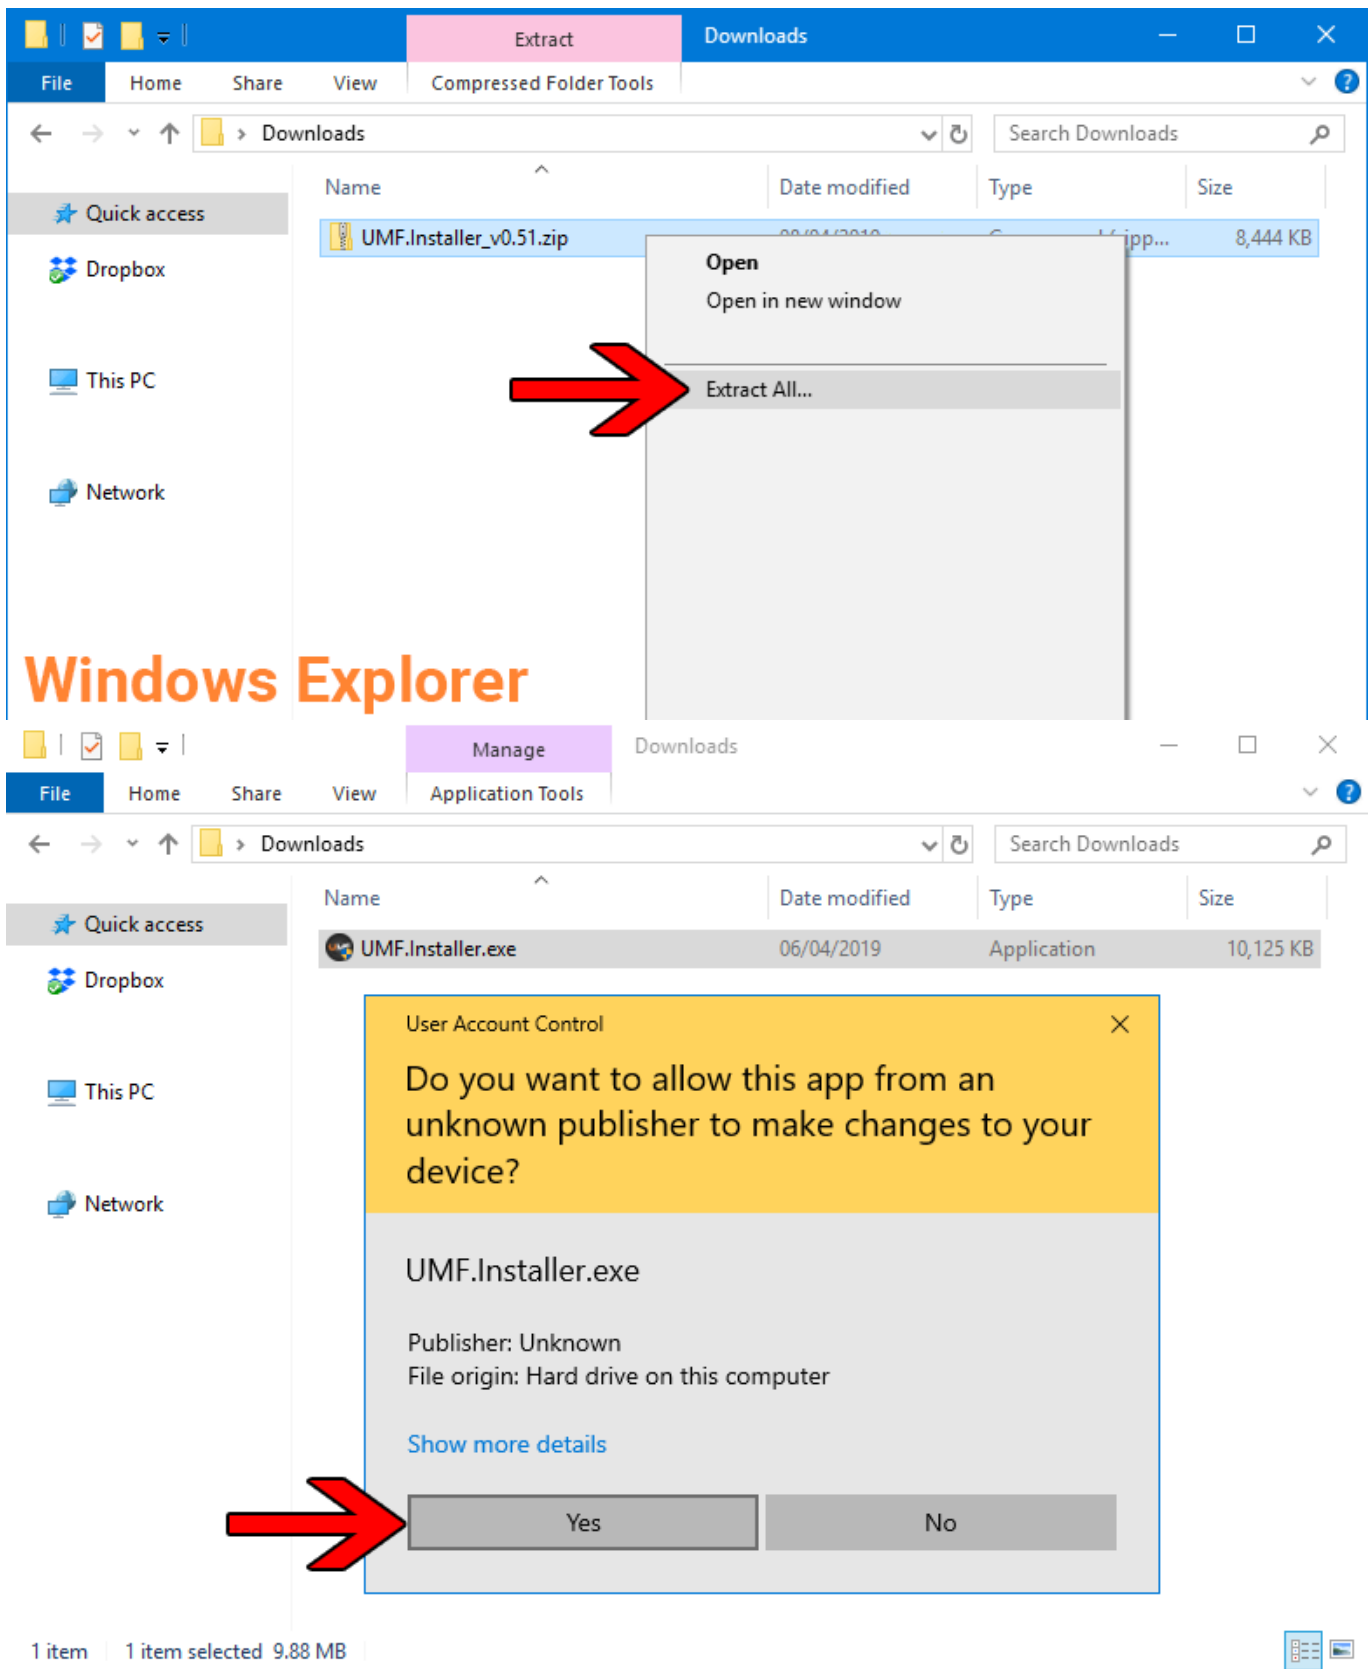 Extract Downloads
File Home Share View Compressed Folder Tools
Downloads Search Downloads
Name Date modified Type Size
Quick access
UMF.Installer_v0.51.zip 8,444 KB
Open
Dropbox
Open in new window
This PC
Extract All...
Network
Windows Explorer
Manage Downloads
File Home Share View Application Tools
Downloads Search Downloads
Name Date modified Type Size
Quick access
UMF.Installer.exe 06/04/2019 Application 10,125 KB
Dropbox
User Account Control
Do you want to allow this app from an
unknown publisher to make changes to your
device?
This PC
Network
UMF.Installer.exe
Publisher: Unknown
File origin: Hard drive on this computer
Show more details
Yes No
1 item 1 item selected 9.88 MB